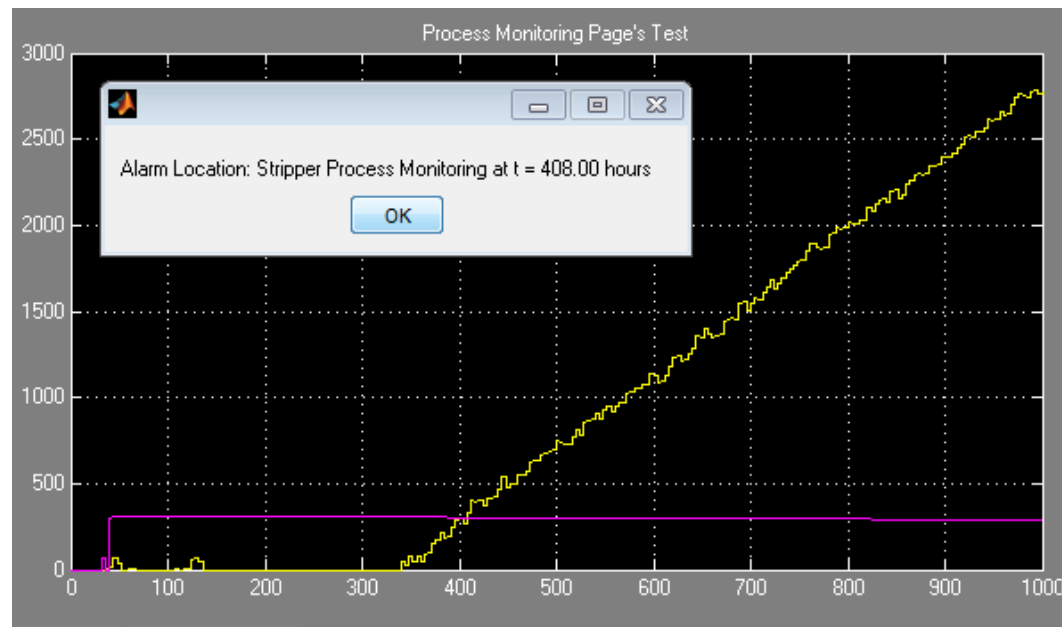 Process Monitoring Page's Test
3000
Alarm Location: Stripper Process Monitoring at t = 408.00 hours
OK
2500
2000
1500
1000
500
0
0 100 200 300 400 500 600 700 800 900 1000